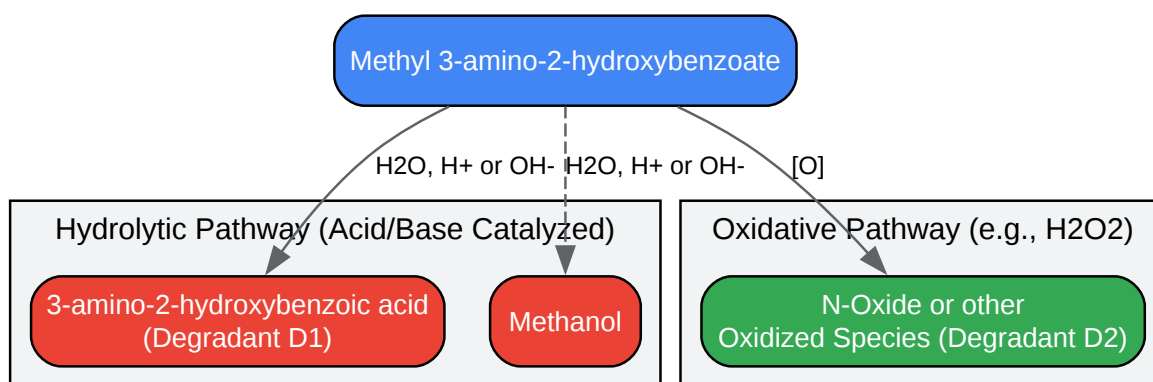 Methyl 3-amino-2-hydroxybenzoate
H2O, H+ or OH-
H2O, H+ or OH-
[O]
Hydrolytic Pathway (Acid/Base Catalyzed)
Oxidative Pathway (e.g., H2O2)
3-amino-2-hydroxybenzoic acid
(Degradant D1)
Methanol
N-Oxide or other
Oxidized Species (Degradant D2)